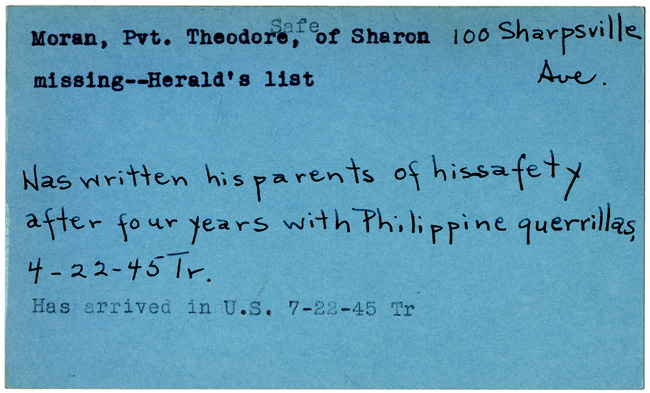 Safe
Moran, Pvt. Theodore, of Sharon 100 Sharpsville
missing--Herald's list Ave.
Has written his parents of his safety
after four years with Philippine querrillas,
4-22-45 Tr.
Has arrived in U.S. 7-22-45 Tr